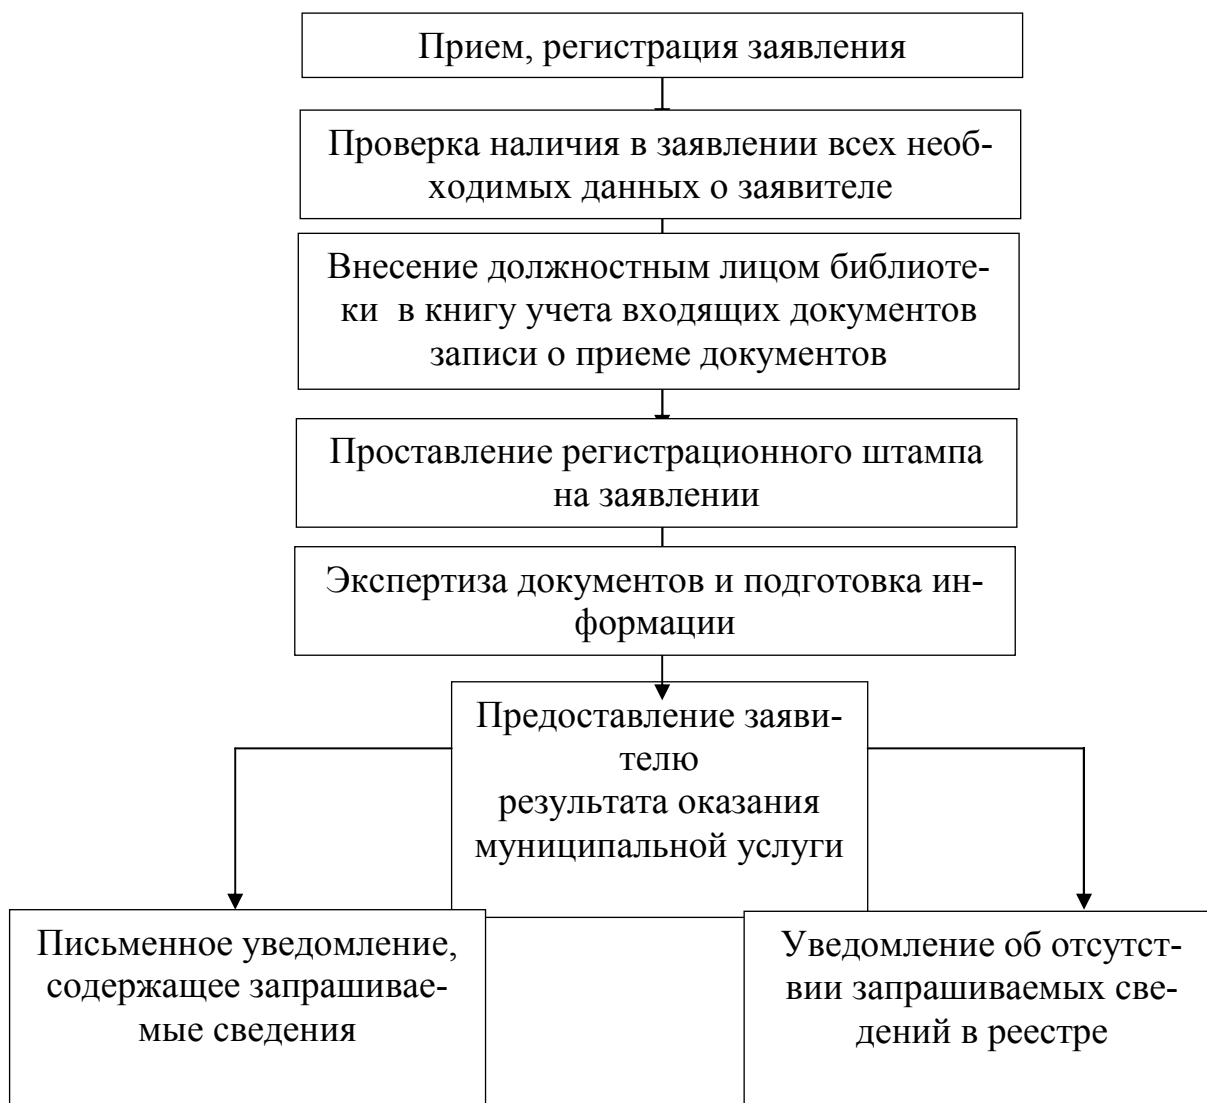 Прием, регистрация заявления
Проверка наличия в заявлении всех необ-
ходимых данных о заявителе
Внесение должностным лицом библиоте-
ки  в книгу учета входящих документов
записи о приеме документов
Проставление регистрационного штампа
на заявлении
Экспертиза документов и подготовка ин-
формации
Предоставление заяви-
телю
результата оказания
муниципальной услуги
Письменное уведомление,
содержащее запрашивае-
мые сведения
Уведомление об отсутст-
вии запрашиваемых све-
дений в реестре